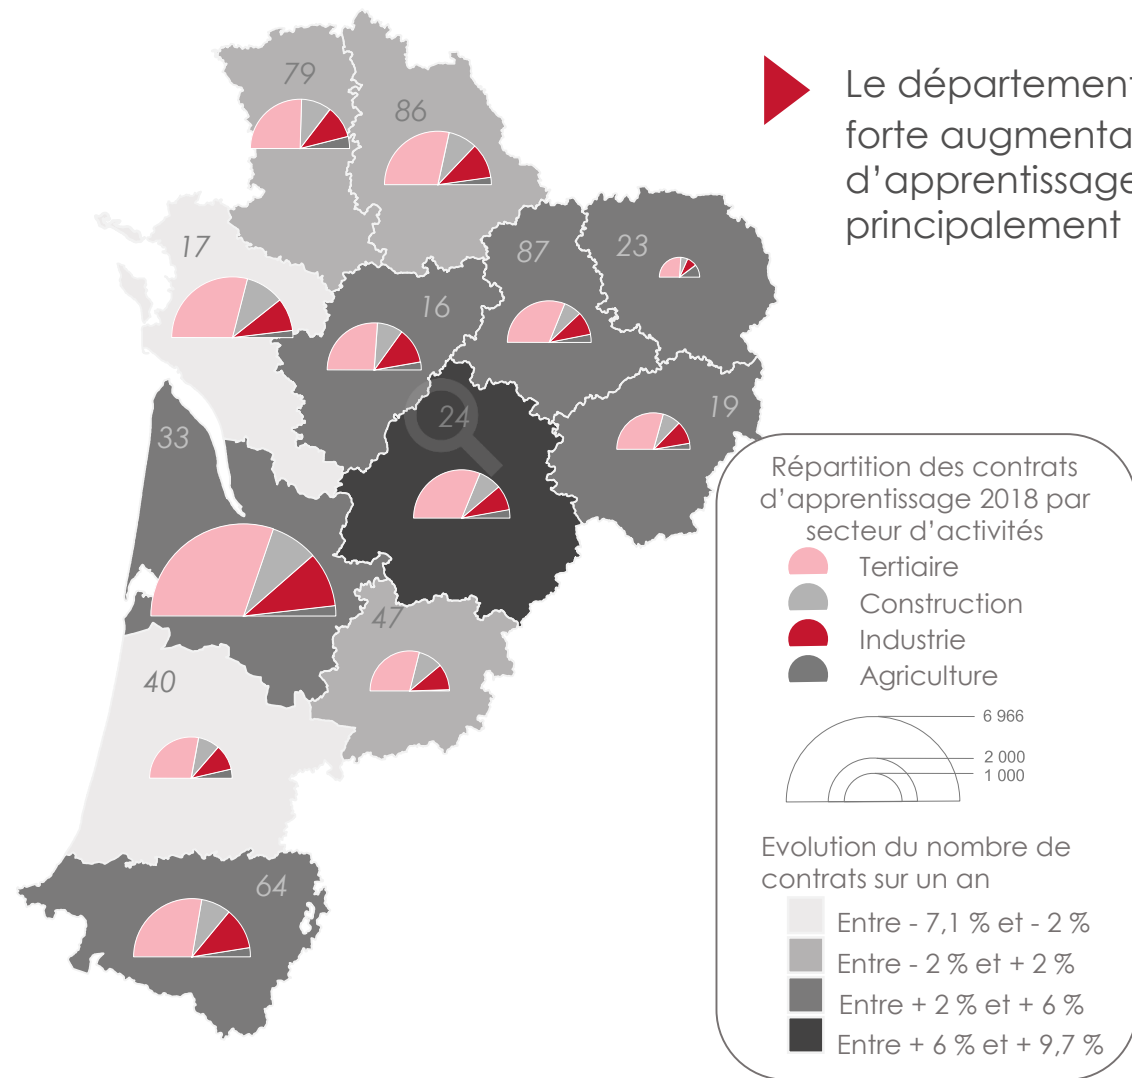 Le département
forte augmenta
d’apprentissage
principalement
79
86
17
87
23
16
19
24
33
47
40
64
Répartition des contrats
d’apprentissage 2018 par
secteur d’activités
Tertiaire
Construction
Industrie
Agriculture
6 966
2 000
1 000
Evolution du nombre de
contrats sur un an
Entre - 7,1 % et - 2 %
Entre - 2 % et + 2 %
Entre + 2 % et + 6 %
Entre + 6 % et + 9,7 %